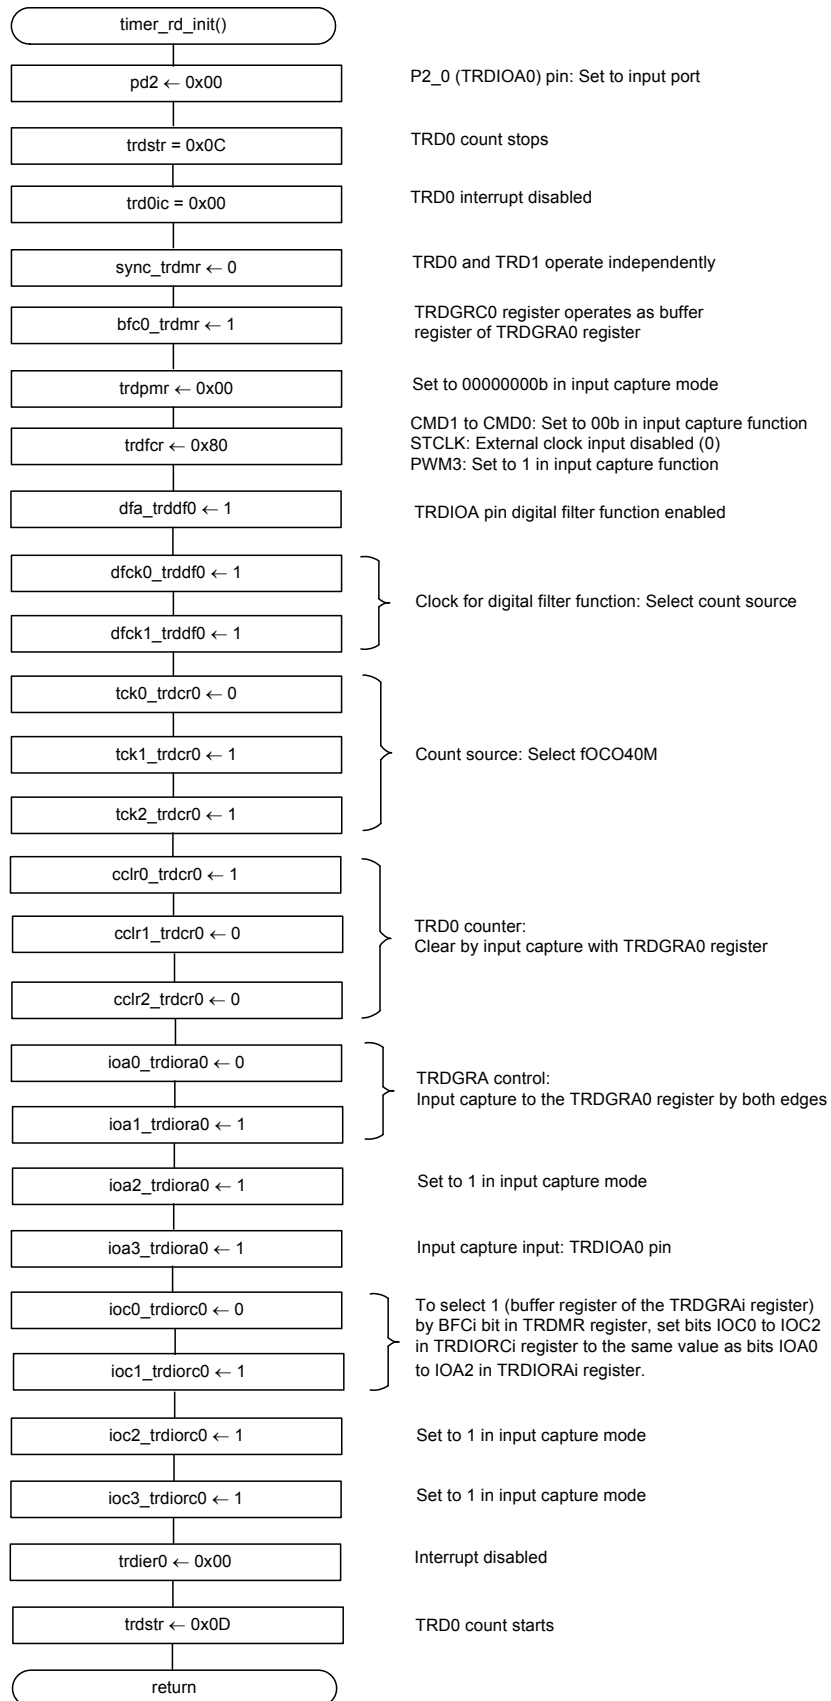 timer_rd_init()
pd2 ← 0x00
P2_0 (TRDIOA0) pin: Set to input port
trdstr = 0x0C
TRD0 count stops
trd0ic = 0x00
TRD0 interrupt disabled
sync_trdmr ← 0
TRD0 and TRD1 operate independently
bfc0_trdmr ← 1
TRDGRC0 register operates as buffer
register of TRDGRA0 register
trdpmr ← 0x00
Set to 00000000b in input capture mode
trdfcr ← 0x80
CMD1 to CMD0: Set to 00b in input capture function
STCLK: External clock input disabled (0)
PWM3: Set to 1 in input capture function
dfa_trddf0 ← 1
TRDIOA pin digital filter function enabled
dfck0_trddf0 ← 1
dfck1_trddf0 ← 1
Clock for digital filter function: Select count source
tck0_trdcr0 ← 0
tck1_trdcr0 ← 1
tck2_trdcr0 ← 1
Count source: Select fOCO40M
cclr0_trdcr0 ← 1
cclr1_trdcr0 ← 0
cclr2_trdcr0 ← 0
TRD0 counter:
Clear by input capture with TRDGRA0 register
ioa0_trdiora0 ← 0
ioa1_trdiora0 ← 1
TRDGRA control:
Input capture to the TRDGRA0 register by both edges
ioa2_trdiora0 ← 1
Set to 1 in input capture mode
ioa3_trdiora0 ← 1
Input capture input: TRDIOA0 pin
ioc0_trdiorc0 ← 0
ioc1_trdiorc0 ← 1
To select 1 (buffer register of the TRDGRAi register)
by BFCi bit in TRDMR register, set bits IOC0 to IOC2
in TRDIORCi register to the same value as bits IOA0
to IOA2 in TRDIORAi register.
ioc2_trdiorc0 ← 1
Set to 1 in input capture mode
ioc3_trdiorc0 ← 1
Set to 1 in input capture mode
trdier0 ← 0x00
Interrupt disabled
trdstr ← 0x0D
TRD0 count starts
return